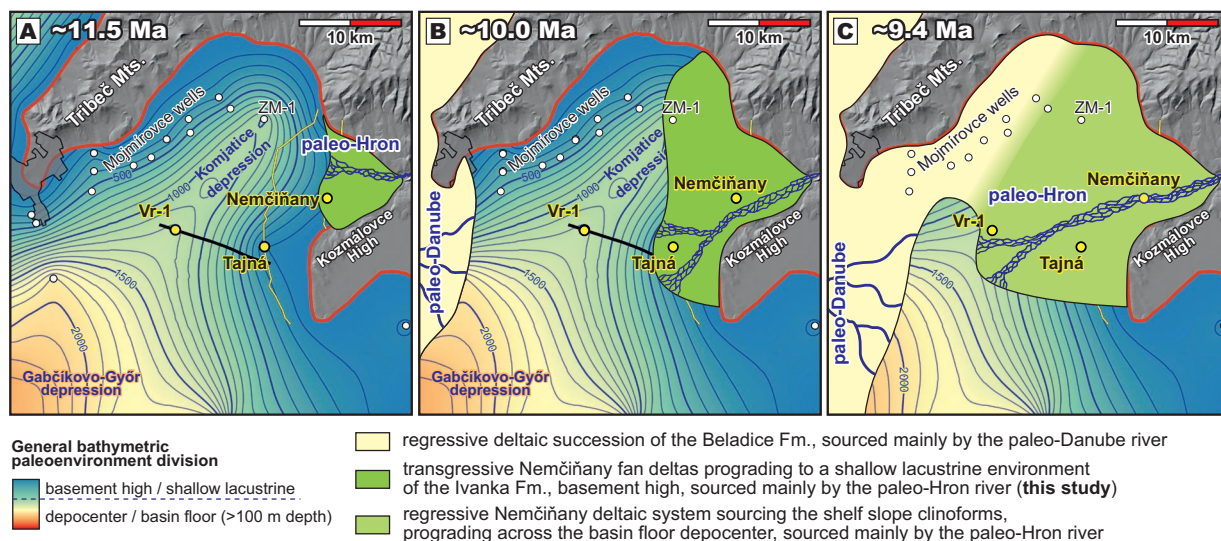 A ~11.5 Ma
10 km
Tribeč Mts.
Mojmírovce wells
ZM-1
paleo-Hron
Komjatice
depression
500
1000
Nemčiňany
Vr-1
Tajná
Kozmálovce
High
1500
2000
Gabčíkovo-Győr
depression
B ~10.0 Ma
10 km
Tribeč Mts.
Mojmírovce wells
ZM-1
Komjatice
depression
500
1000
Nemčiňany
Vr-1
Tajná
paleo-Danube
Kozmálovce
High
1500
2000
Gabčíkovo-Győr
depression
C ~9.4 Ma
10 km
Tribeč Mts.
Mojmírovce wells
ZM-1
Nemčiňany
paleo-Hron
Vr-1
Tajná
Kozmálovce
High
paleo-Danube
1500
2000
General bathymetric
paleoenvironment division
basement high / shallow lacustrine
depocenter / basin floor (>100 m depth)
regressive deltaic succession of the Beladice Fm., sourced mainly by the paleo-Danube river
transgressive Nemčiňany fan deltas prograding to a shallow lacustrine environment
of the Ivanka Fm., basement high, sourced mainly by the paleo-Hron river (this study)
regressive Nemčiňany deltaic system sourcing the shelf slope clinoforms,
prograding across the basin floor depocenter, sourced mainly by the paleo-Hron river